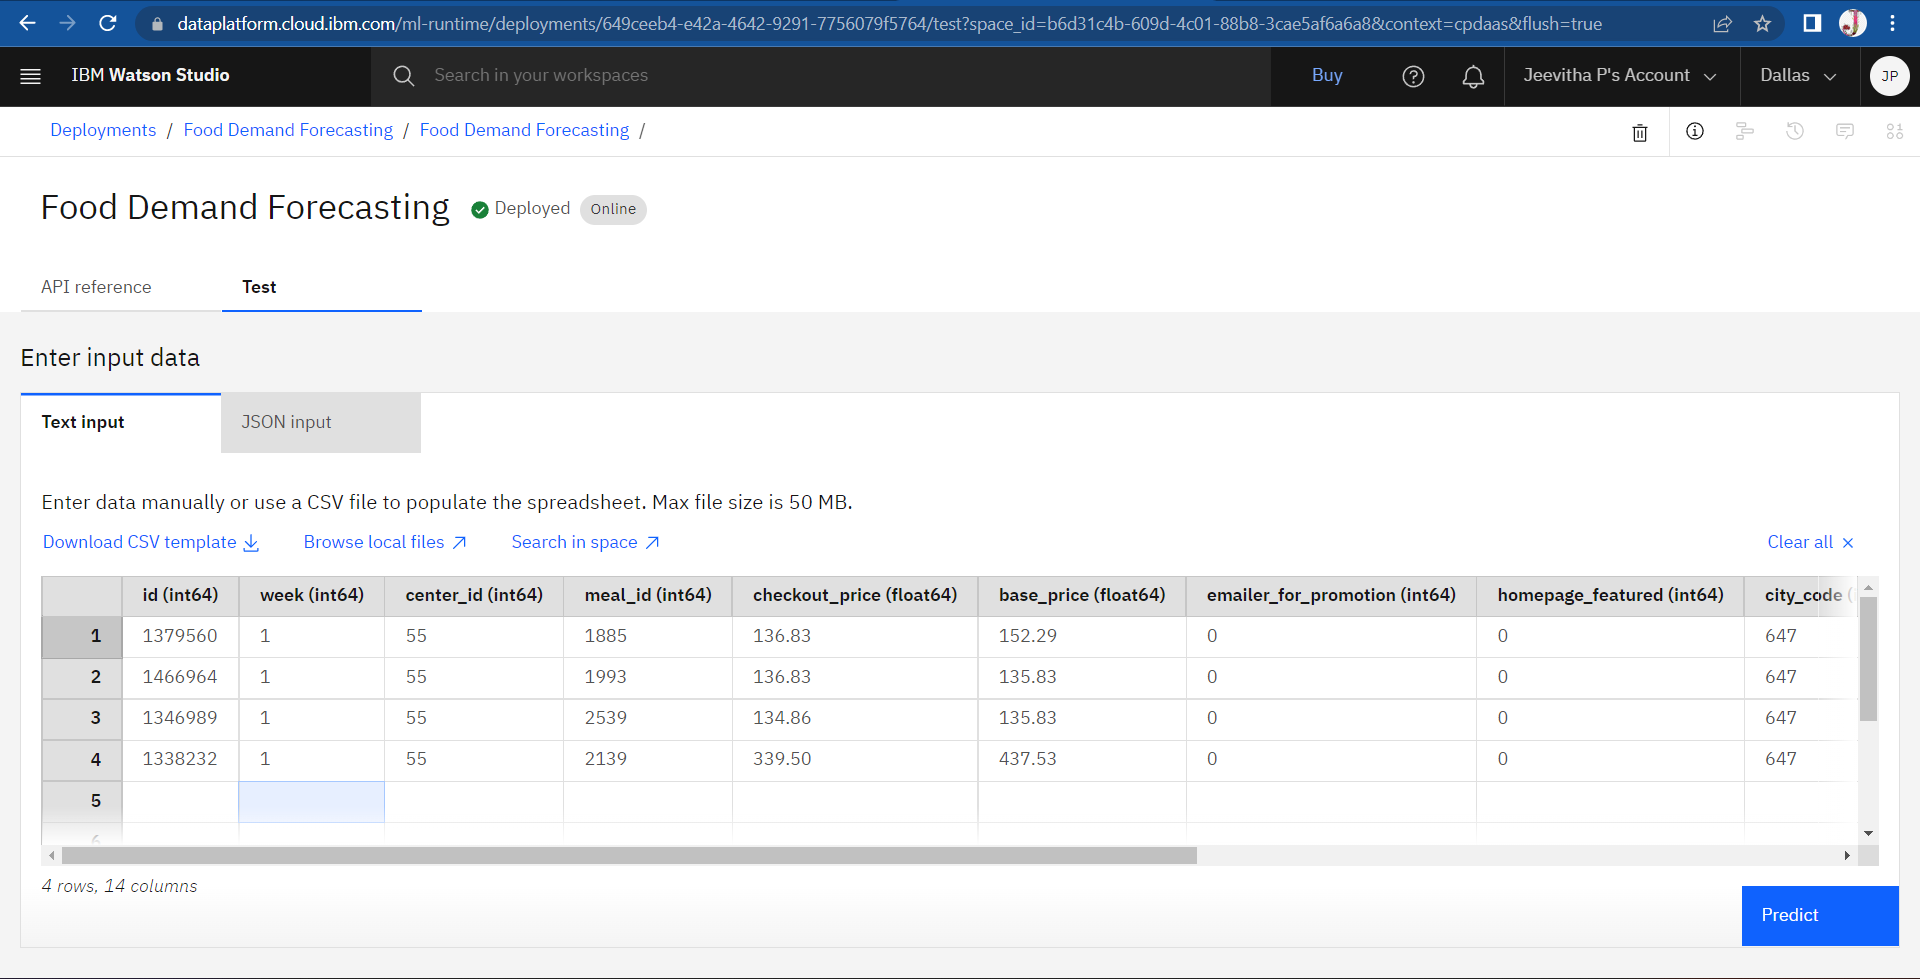 dataplatform.cloud.ibm.com/ml-runtime/deployments/649ceeb4-e42a-4642-9291-7756079f5764/test?space_id=b6d31c4b-609d-4c01-88b8-3cae5af6a6a8&context=cpdaas&flush=true
IBM Watson Studio Search in your workspaces Buy Jeevitha P's Account Dallas JP
Deployments / Food Demand Forecasting / Food Demand Forecasting /
Food Demand Forecasting Deployed Online
API reference Test
Enter input data
Text input JSON input
Enter data manually or use a CSV file to populate the spreadsheet. Max file size is 50 MB.
Download CSV template Browse local files Search in space Clear all ×
id (int64) week (int64) center_id (int64) meal_id (int64) checkout_price (float64) base_price (float64) emailer_for_promotion (int64) homepage_featured (int64) city_code (
1 1379560 1 55 1885 136.83 152.29 0 0 647
2 1466964 1 55 1993 136.83 135.83 0 0 647
3 1346989 1 55 2539 134.86 135.83 0 0 647
4 1338232 1 55 2139 339.50 437.53 0 0 647
5
6
4 rows, 14 columns
Predict